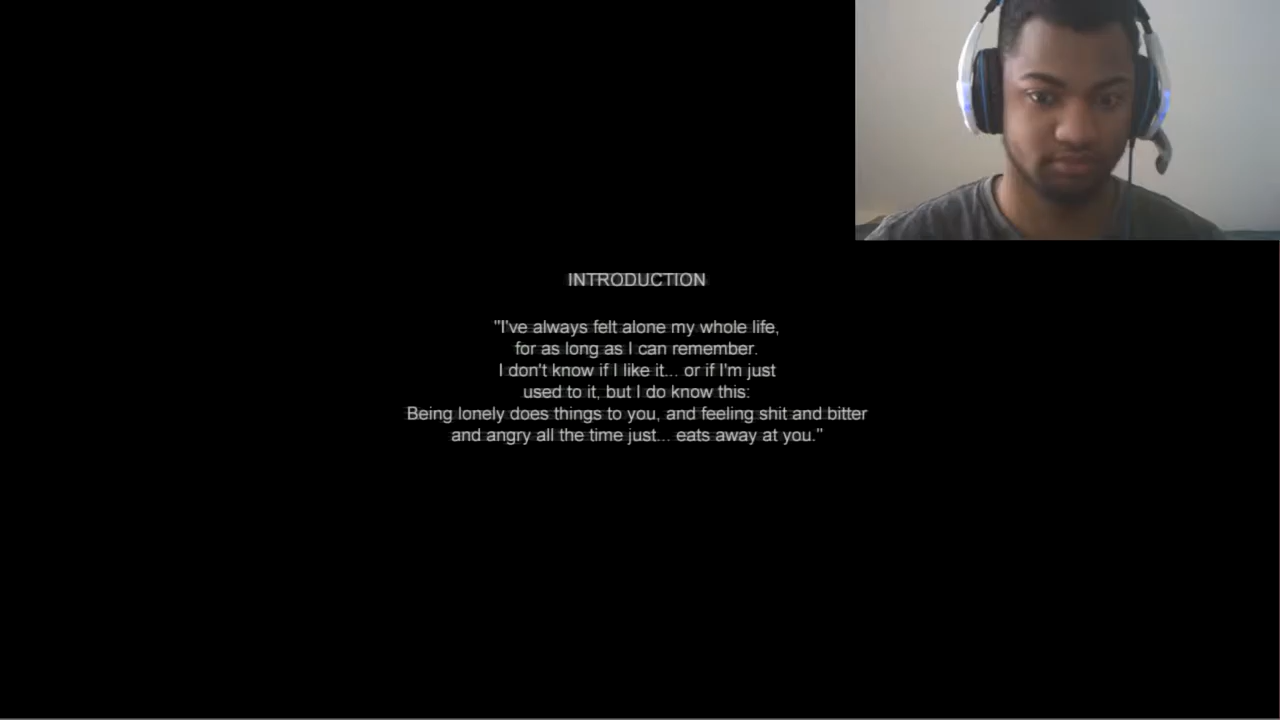 INTRODUCTION
"I've always felt alone my whole life,
for as long as I can remember.
I don't know if I like it... or if I'm just
used to it, but I do know this:
Being lonely does things to you, and feeling shit and bitter
and angry all the time just... eats away at you."